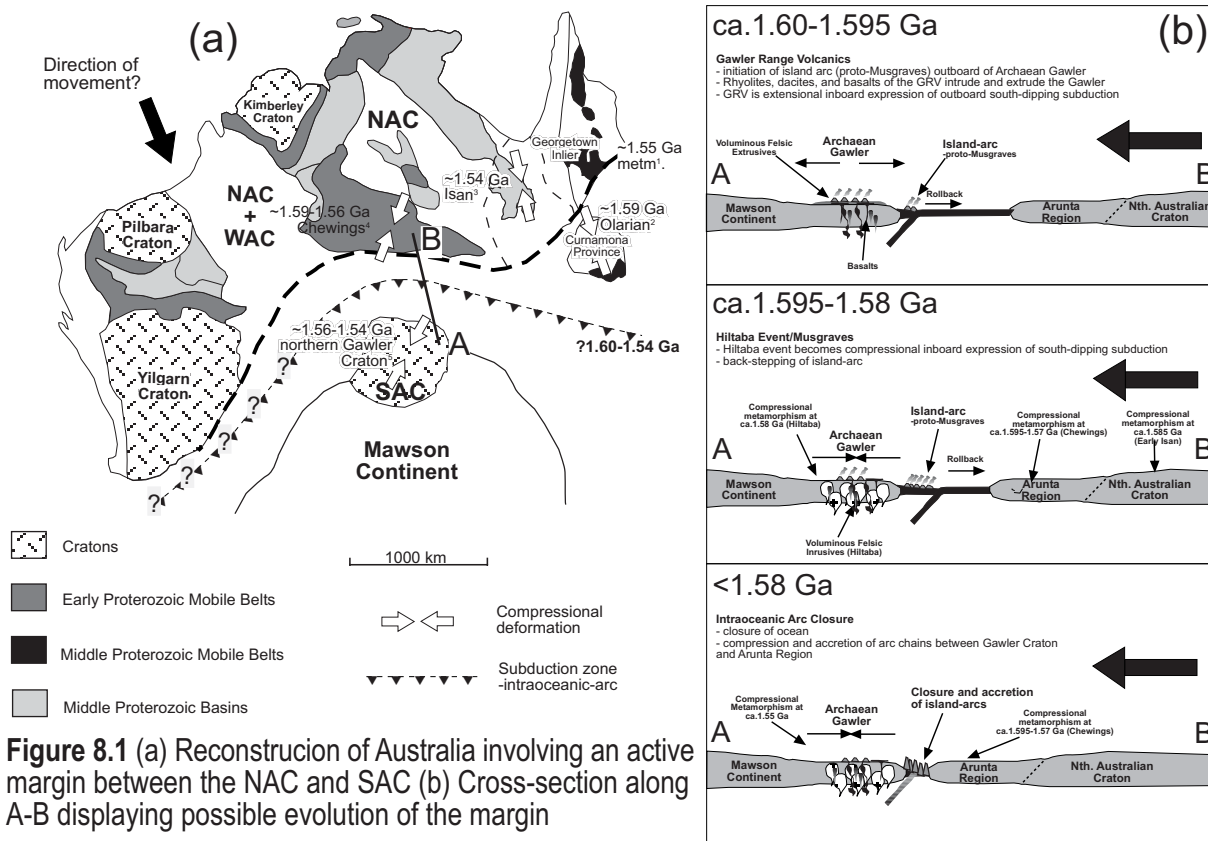 (a)
Direction of
movement?
Kimberley
Craton
NAC
Georgetown
Inlier
~1.55 Ga
metm¹.
~1.54 Ga
Isan³
NAC
+
WAC
~1.59-1.56 Ga
Chewings⁴
~1.59 Ga
Olarian²
Curnamona
Province
Pilbara
Craton
B
~1.56-1.54 Ga
northern Gawler
Craton⁵
A
?1.60-1.54 Ga
SAC
Yilgarn
Craton
?
?
?
?
?
?
Mawson
Continent
Cratons
Early Proterozoic Mobile Belts
Middle Proterozoic Mobile Belts
Middle Proterozoic Basins
1000 km
Compressional
deformation
Subduction zone
-intraoceanic-arc
Figure 8.1 (a) Reconstrucion of Australia involving an active
margin between the NAC and SAC (b) Cross-section along
A-B displaying possible evolution of the margin
(b)
ca.1.60-1.595 Ga
Gawler Range Volcanics
- initiation of island arc (proto-Musgraves) outboard of Archaean Gawler
- Rhyolites, dacites, and basalts of the GRV intrude and extrude the Gawler
- GRV is extensional inboard expression of outboard south-dipping subduction
Voluminous Felsic
Extrusives
Archaean
Gawler
Island-arc
-proto-Musgraves
Rollback
A
B
Mawson
Continent
Arunta
Region
Nth. Australian
Craton
Basalts
ca.1.595-1.58 Ga
Hiltaba Event/Musgraves
- Hiltaba event becomes compressional inboard expression of south-dipping subduction
- back-stepping of island-arc
Compressional
metamorphism at
ca.1.58 Ga (Hiltaba)
Archaean
Gawler
Island-arc
-proto-Musgraves
Compressional
metamorphism at
ca.1.595-1.57 Ga (Chewings)
Compressional
metamorphism at
ca.1.585 Ga
(Early Isan)
Rollback
A
B
Mawson
Continent
Arunta
Region
Nth. Australian
Craton
Voluminous Felsic
Inrusives (Hiltaba)
<1.58 Ga
Intraoceanic Arc Closure
- closure of ocean
- compression and accretion of arc chains between Gawler Craton
and Arunta Region
Compressional
Metamorphism at
ca.1.55 Ga
Archaean
Gawler
Closure and accretion
of island-arcs
Compressional
metamorphism at
ca.1.595-1.57 Ga (Chewings)
A
B
Mawson
Continent
Arunta
Region
Nth. Australian
Craton